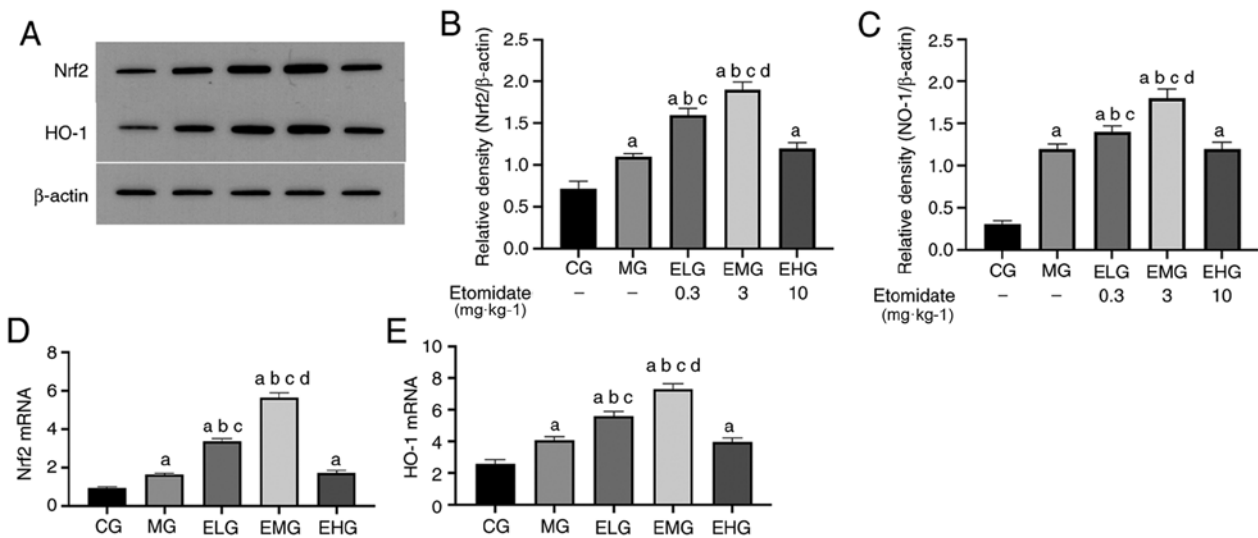 A
Nrf2
HO-1
β-actin
B
Relative density (Nrf2/β-actin)
2.5
2.0
1.5
1.0
0.5
0.0
a
a b c
a b c d
a
CG MG ELG EMG EHG
Etomidate – – 0.3 3 10
(mg·kg-1)
C
Relative density (NO-1/β-actin)
2.5
2.0
1.5
1.0
0.5
0.0
a
a b c
a b c d
a
CG MG ELG EMG EHG
Etomidate – – 0.3 3 10
(mg·kg-1)
D
Nrf2 mRNA
8
6
4
2
0
a
a b c
a b c d
a
CG MG ELG EMG EHG
E
HO-1 mRNA
10
8
6
4
2
0
a
a b c
a b c d
a
CG MG ELG EMG EHG